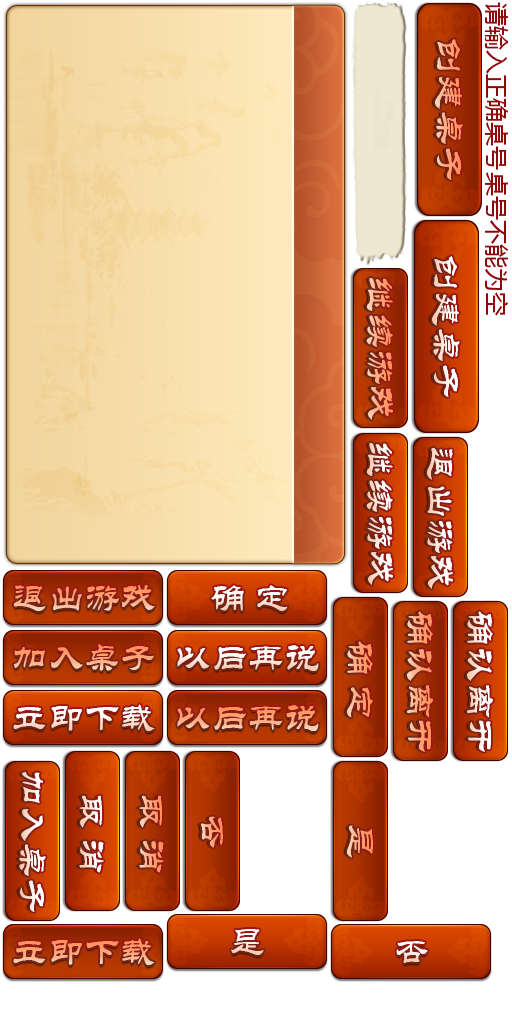 请输入正确桌号桌号不能为空
创建桌子
创建桌子
继续游戏
继续游戏
退出游戏
退出游戏
确定
加入桌子
以后再说
立即下载
以后再说
确定
确认离开
确认离开
加入桌子
取消
取消
否
是
立即下载
是
否